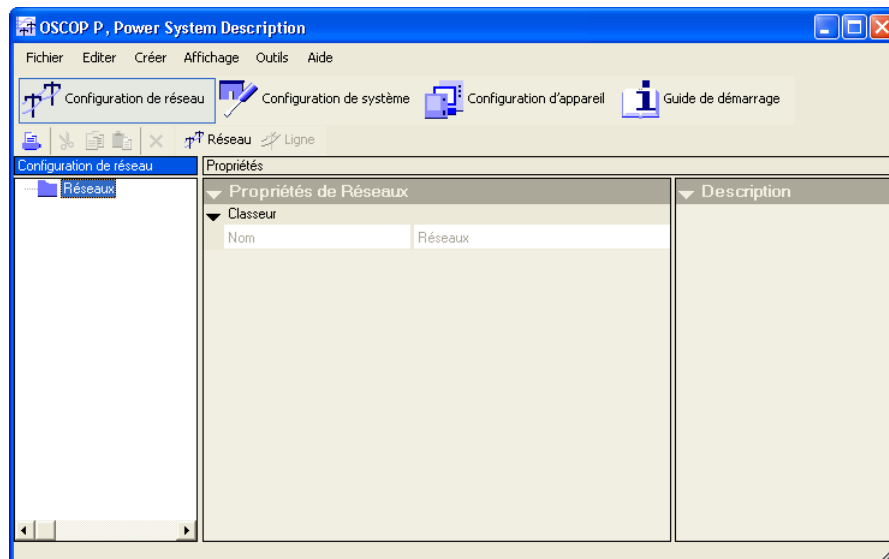 OSCOP P, Power System Description
Fichier Editer Créer Affichage Outils Aide
Configuration de réseau Configuration de système Configuration d'appareil Guide de démarrage
Réseau Ligne
Configuration de réseau Propriétés
Réseaux Propriétés de Réseaux Description
Classeur
Nom Réseaux